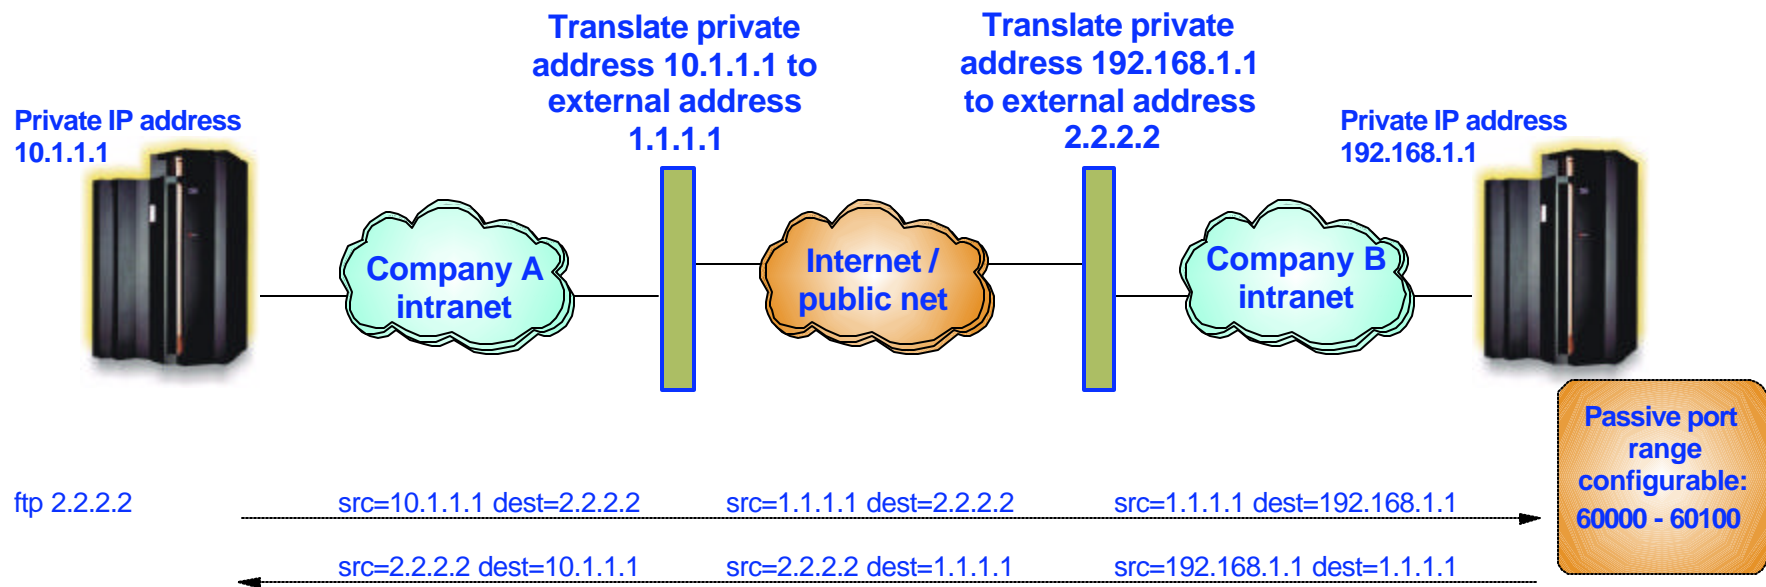 Translate private
address 10.1.1.1 to
external address
1.1.1.1
Translate private
address 192.168.1.1
to external address
2.2.2.2
Private IP address
10.1.1.1
Private IP address
192.168.1.1
Company A
intranet
Internet /
public net
Company B
intranet
Passive port
range
configurable:
60000 - 60100
ftp 2.2.2.2
src=10.1.1.1 dest=2.2.2.2
src=1.1.1.1 dest=2.2.2.2
src=1.1.1.1 dest=192.168.1.1
src=2.2.2.2 dest=10.1.1.1
src=2.2.2.2 dest=1.1.1.1
src=192.168.1.1 dest=1.1.1.1